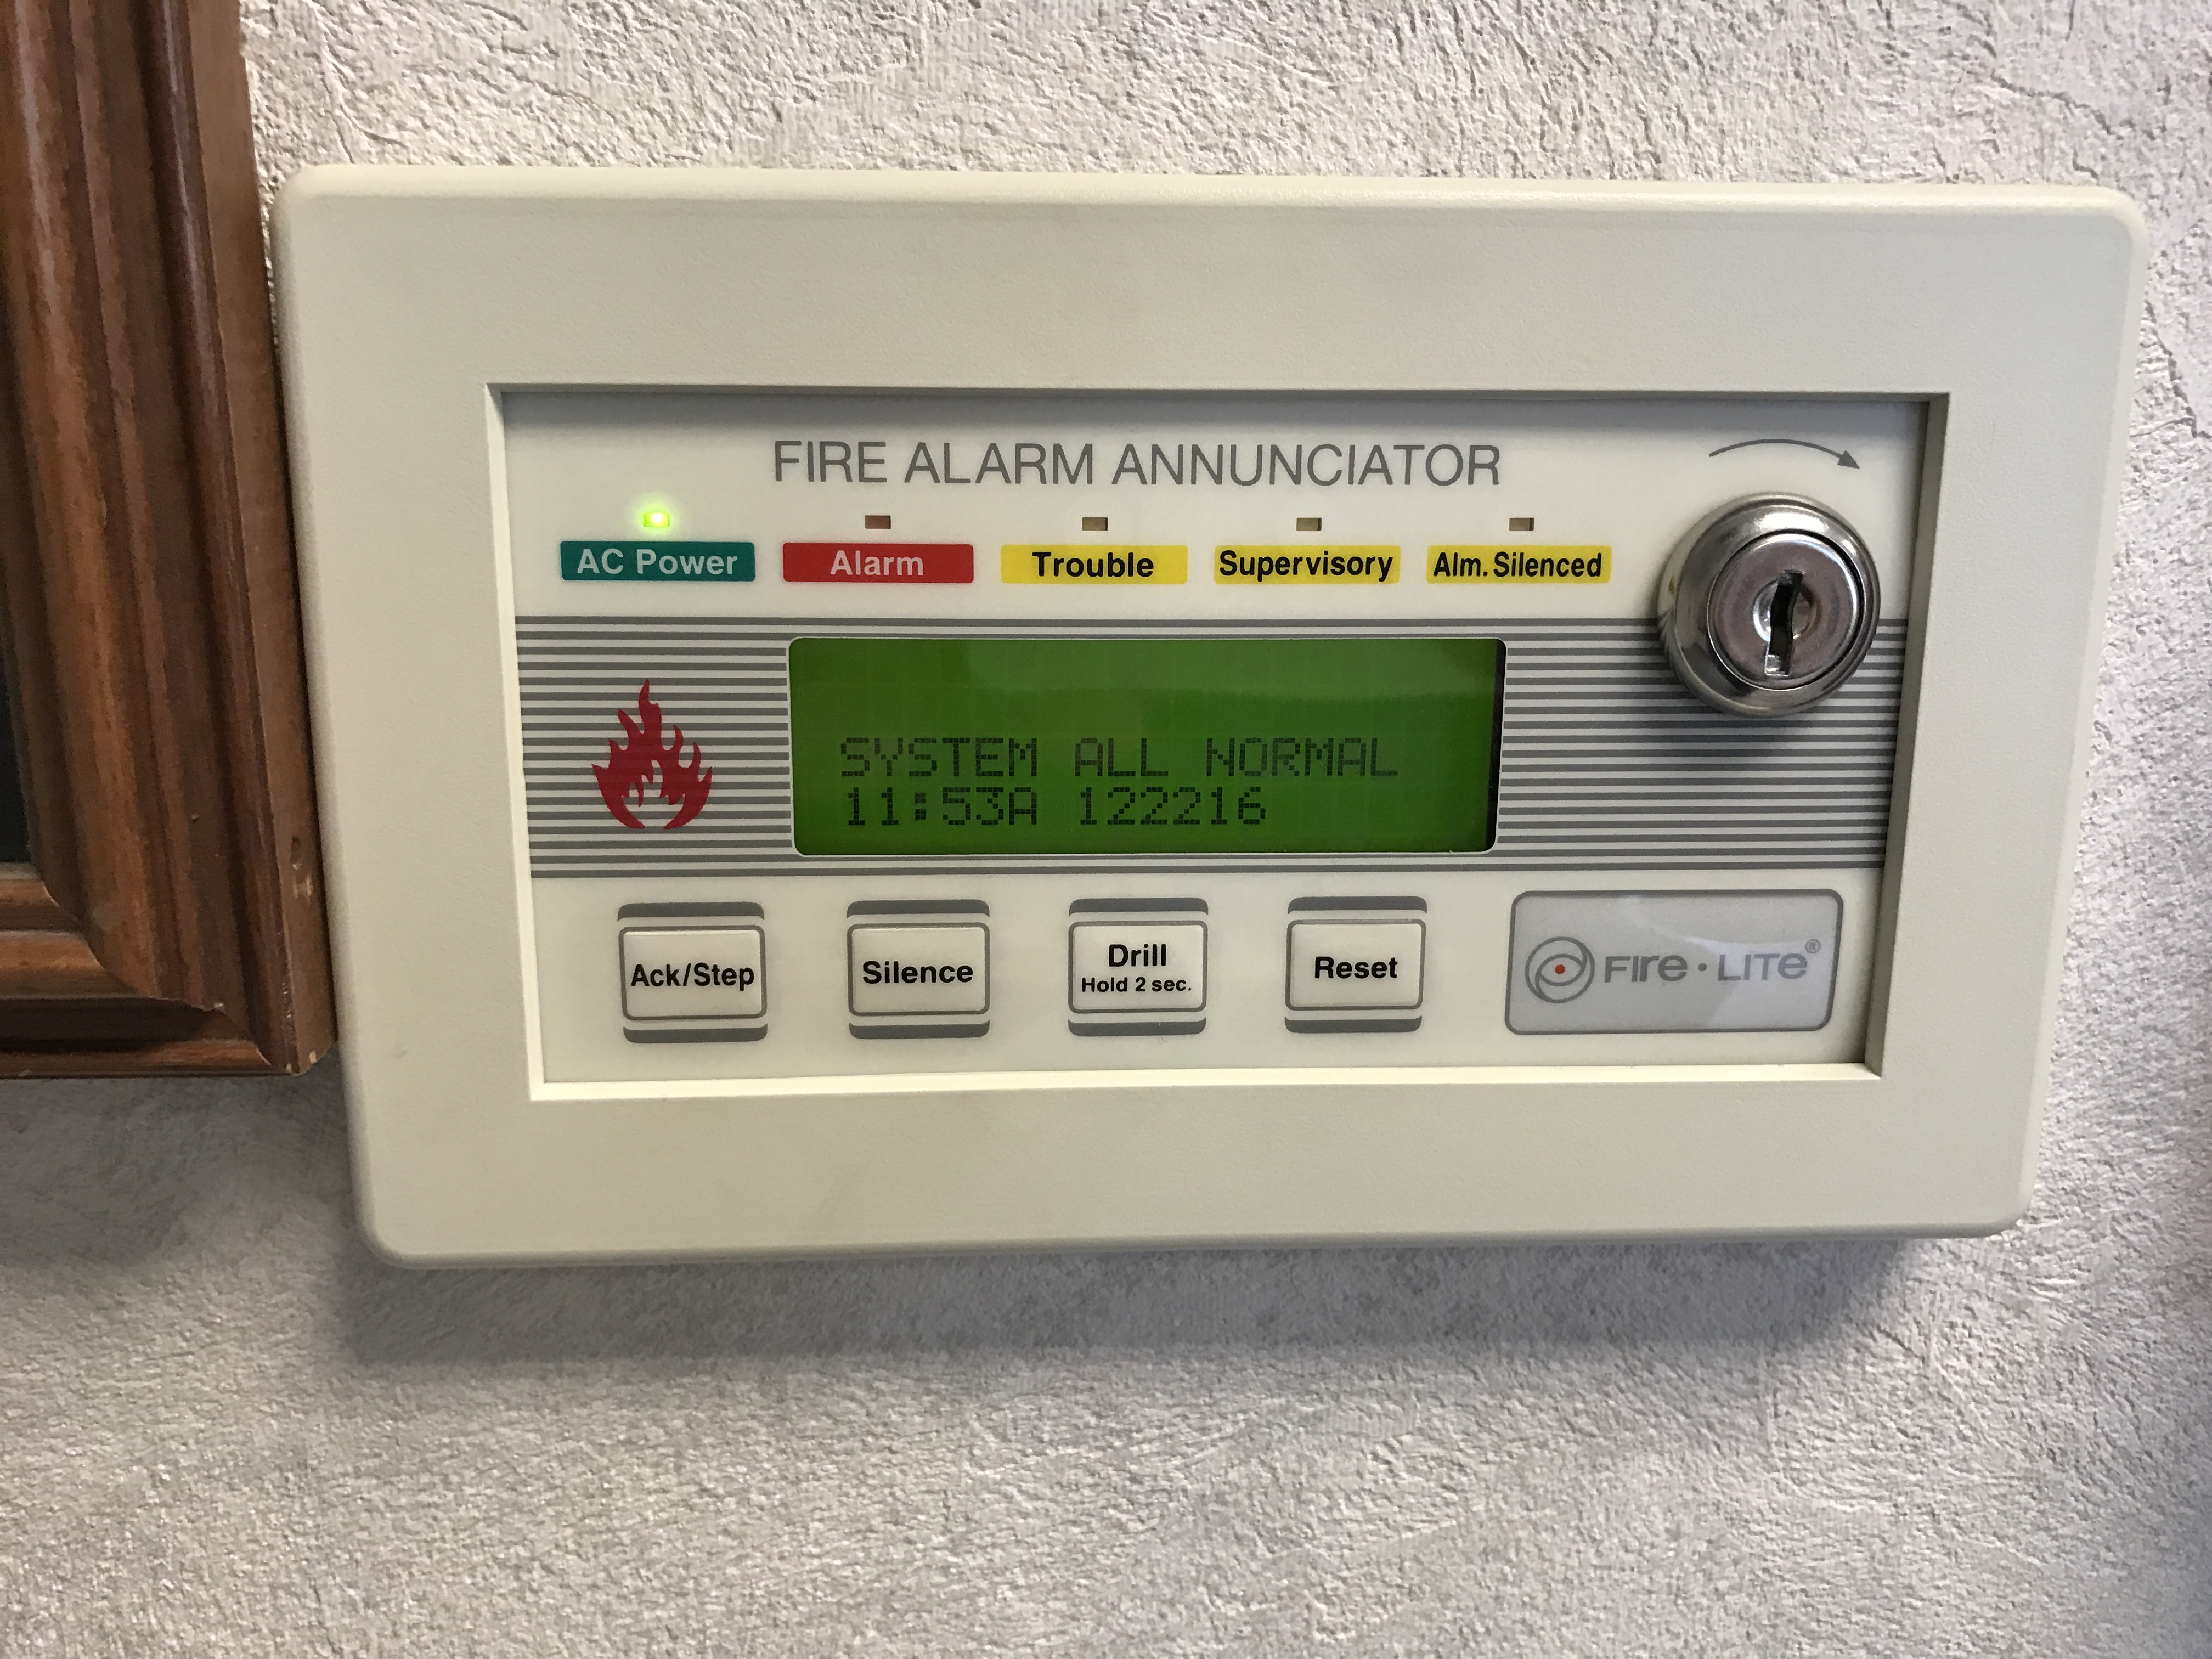 FIRE ALARM ANNUNCIATOR
AC Power Alarm Trouble Supervisory Alm. Silenced
SYSTEM ALL NORMAL
11:53A 122216
Ack/Step Silence Drill Reset
Hold 2 sec.
FIRE·LITE®